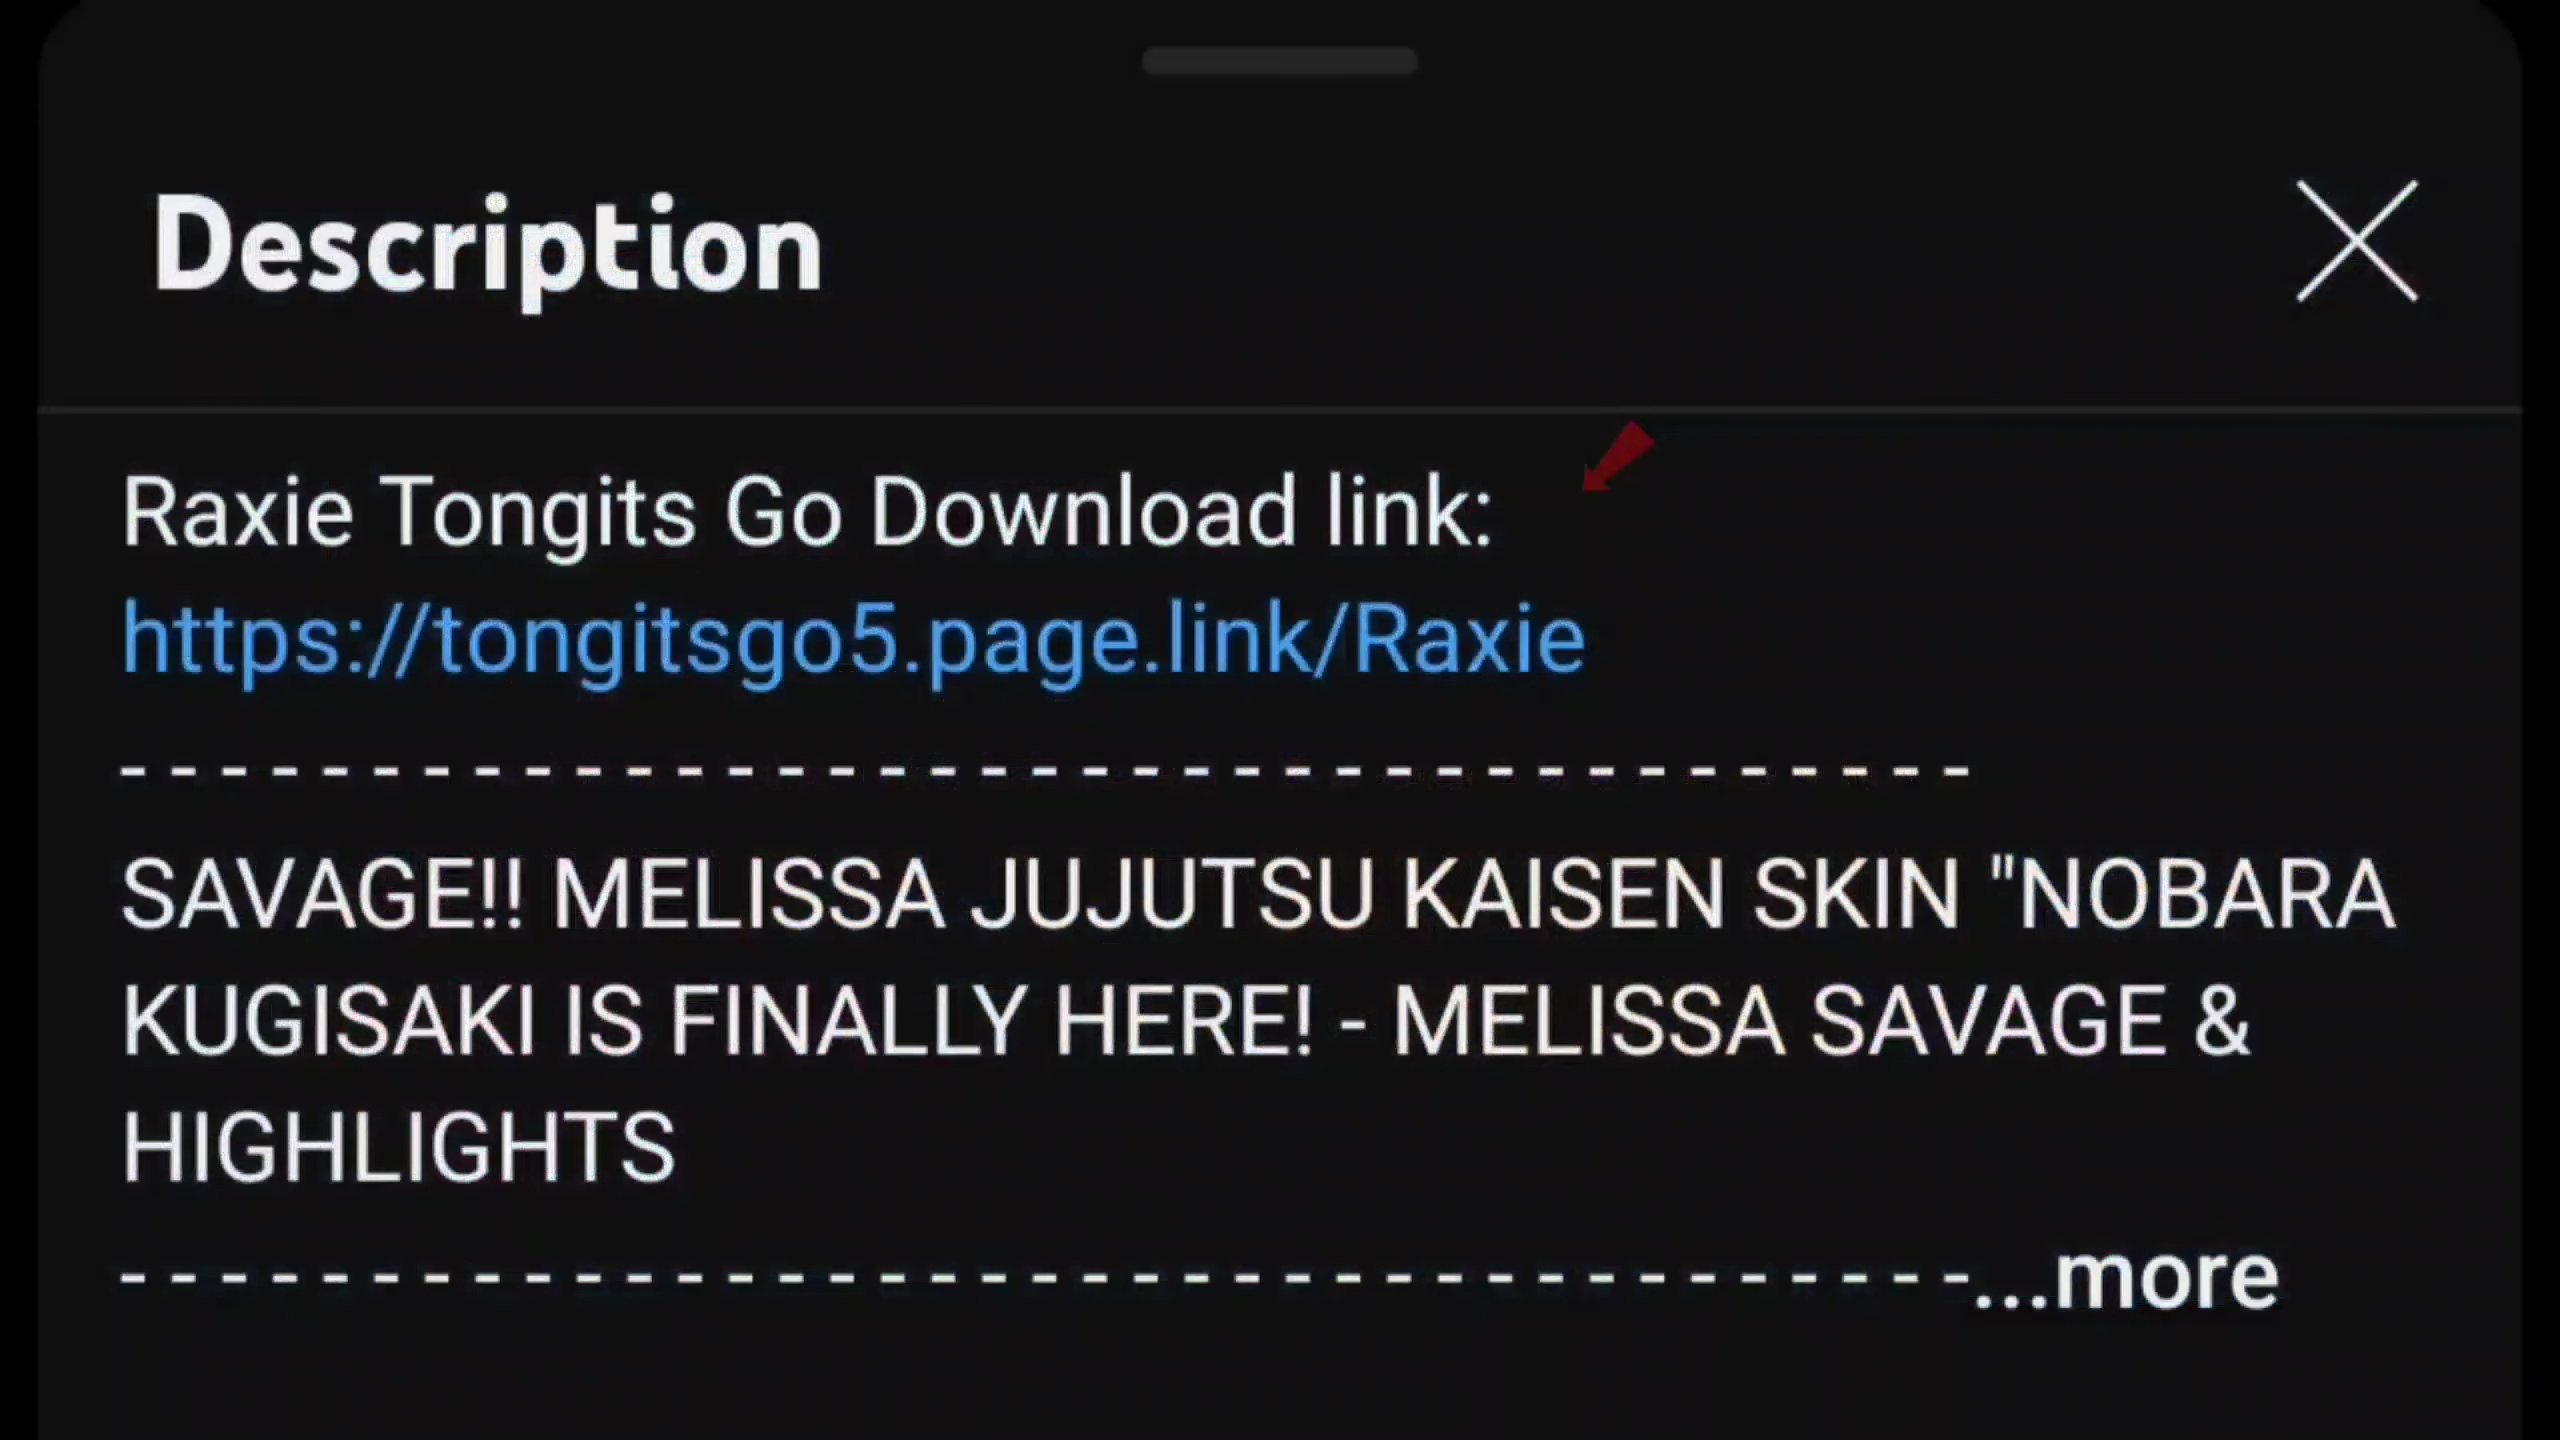 Description
Raxie Tongits Go Download link:
https://tongitsgo5.page.link/Raxie
- - - - - - - - - - - - - - - - - - - - - - - - - - - - - - - - - - - - -
SAVAGE!! MELISSA JUJUTSU KAISEN SKIN "NOBARA
KUGISAKI IS FINALLY HERE! - MELISSA SAVAGE &
HIGHLIGHTS
- - - - - - - - - - - - - - - - - - - - - - - - - - - - - - - - - - - - -...more